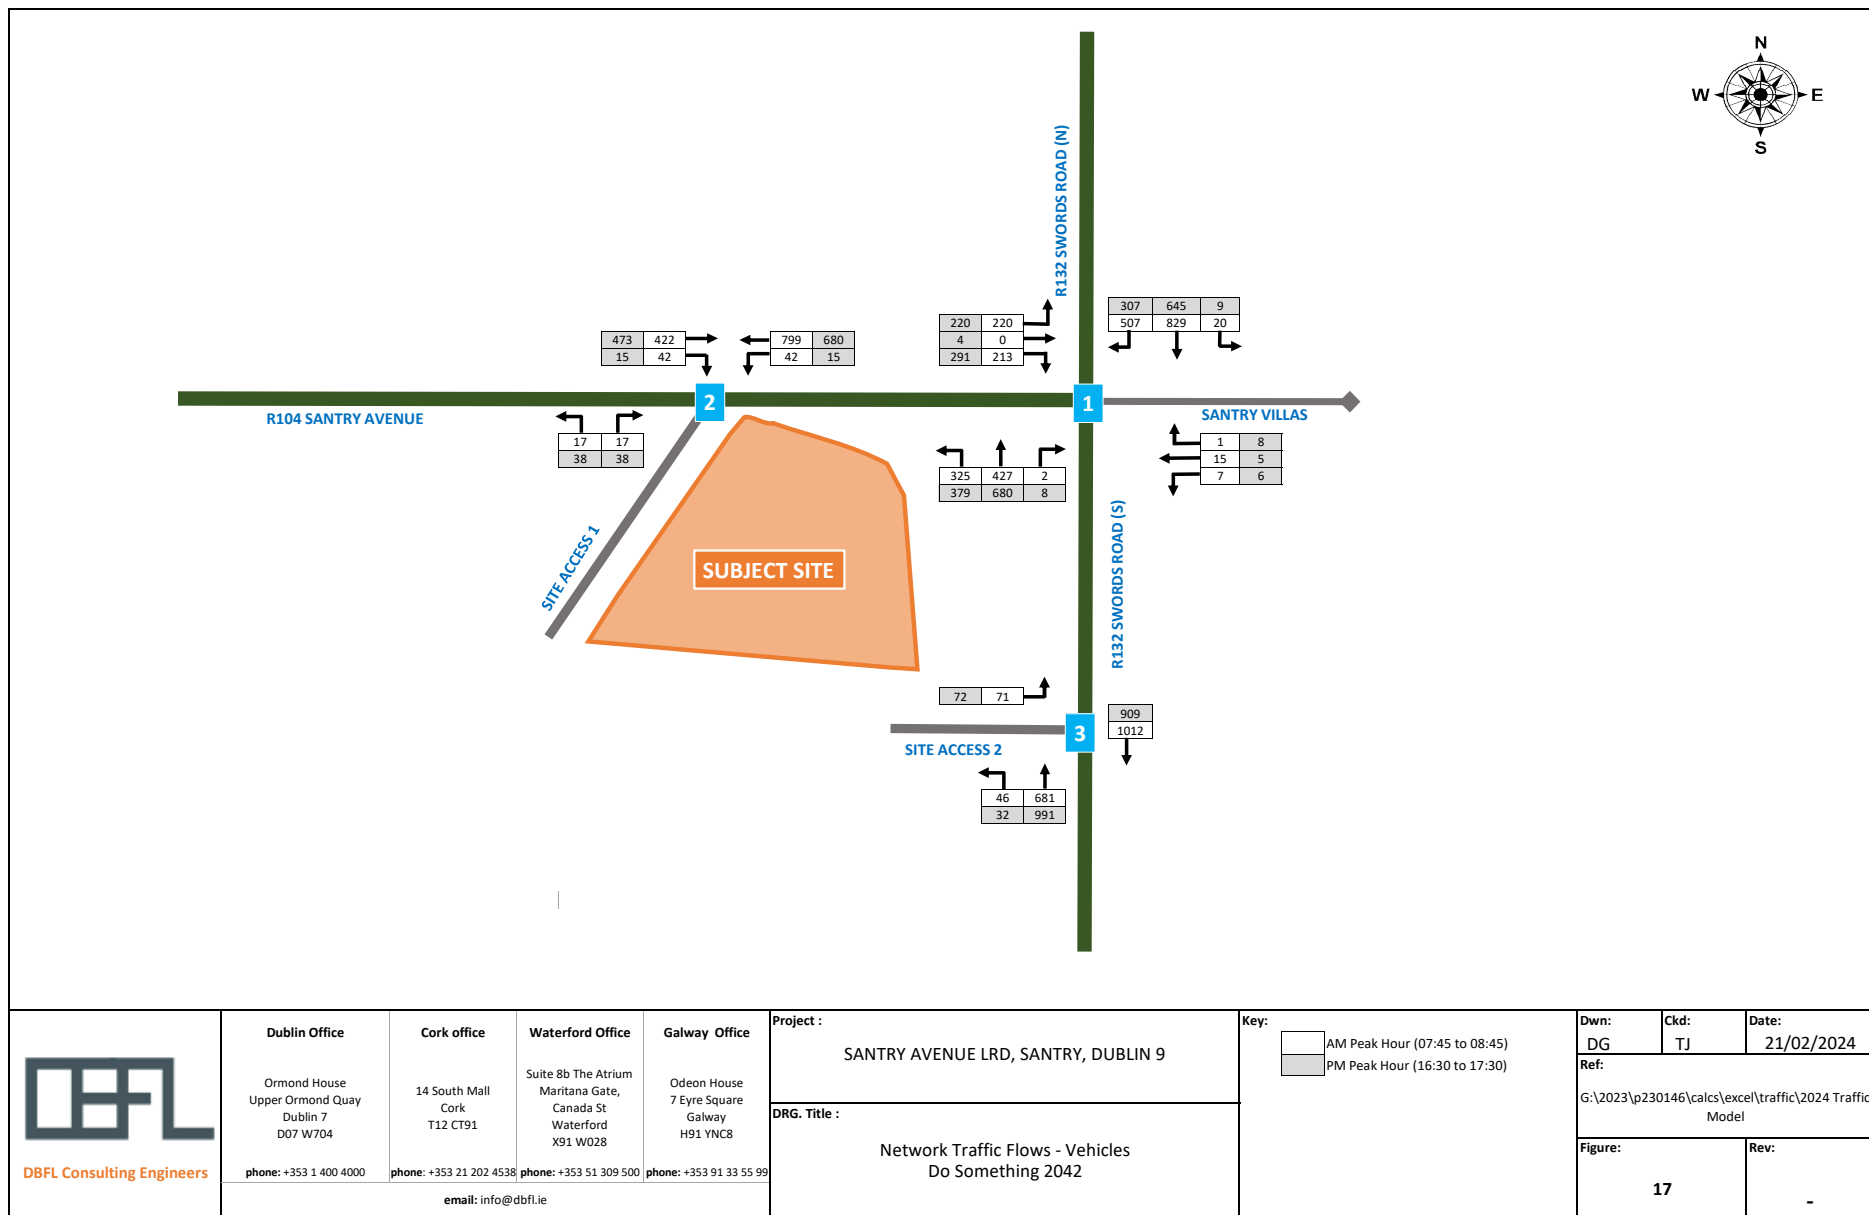 N
W
E
S
R132 SWORDS ROAD (N)
307 645 9
507 829 20
220 220
4 0
291 213
473 422
15 42
799 680
42 15
2
1
R104 SANTRY AVENUE
SANTRY VILLAS
17 17
38 38
1 8
15 5
7 6
325 427 2
379 680 8
SITE ACCESS 1
SUBJECT SITE
R132 SWORDS ROAD (S)
72 71
909
1012
3
SITE ACCESS 2
46 681
32 991
DBFL
DBFL Consulting Engineers
Dublin Office
Ormond House
Upper Ormond Quay
Dublin 7
D07 W704
phone: +353 1 400 4000
Cork office
14 South Mall
Cork
T12 CT91
phone: +353 21 202 4538
Waterford Office
Suite 8b The Atrium
Maritana Gate,
Canada St
Waterford
X91 W028
phone: +353 51 309 500
Galway Office
Odeon House
7 Eyre Square
Galway
H91 YNC8
phone: +353 91 33 55 99
email: info@dbfl.ie
Project :
SANTRY AVENUE LRD, SANTRY, DUBLIN 9
DRG. Title :
Network Traffic Flows - Vehicles
Do Something 2042
Key:
AM Peak Hour (07:45 to 08:45)
PM Peak Hour (16:30 to 17:30)
Dwn:
DG
Ckd:
TJ
Date:
21/02/2024
Ref:
G:\2023\p230146\calcs\excel\traffic\2024 Traffic
Model
Figure:
17
Rev:
-